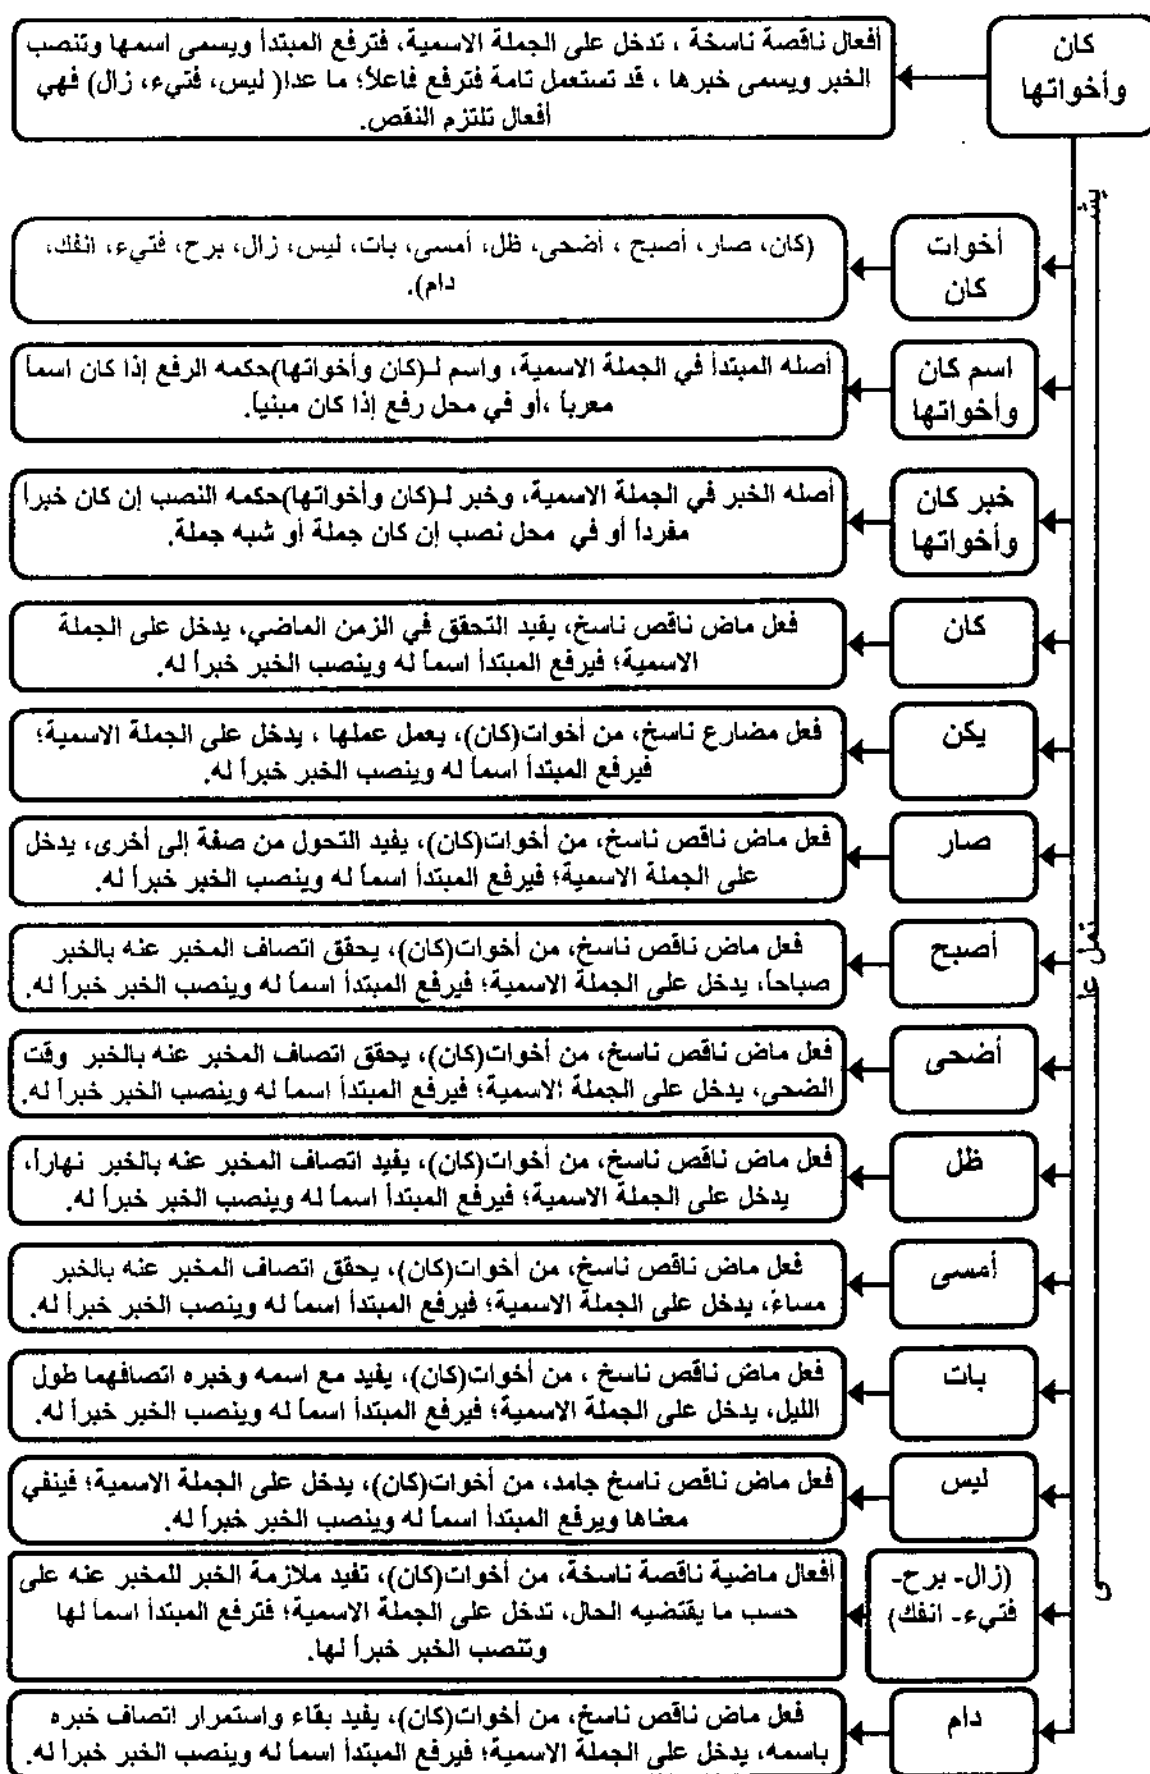 كان
وأخواتها
أفعال ناقصة ناسخة ، تدخل على الجملة الاسمية، فترفع المبتدأ ويسمى اسمها وتنصب
الخبر ويسمى خبرها ، قد تستعمل تامة فترفع فاعلاً؛ ما عدا( ليس، فتيء، زال) فهي
أفعال تلتزم النقص.
يشتمل على
أخوات
كان
(كان، صار، أصبح ، أضحى، ظل، أمسى، بات، ليس، زال، برح، فتيء، انفك،
دام).
اسم كان
وأخواتها
أصله المبتدأ في الجملة الاسمية، واسم لـ(كان وأخواتها)حكمه الرفع إذا كان اسماً
معرباً ،أو في محل رفع إذا كان مبنياً.
خبر كان
وأخواتها
أصله الخبر في الجملة الاسمية، وخبر لـ(كان وأخواتها)حكمه النصب إن كان خبراً
مفرداً أو في محل نصب إن كان جملة أو شبه جملة.
كان
فعل ماض ناقص ناسخ، يفيد التحقق في الزمن الماضي، يدخل على الجملة
الاسمية؛ فيرفع المبتدأ اسماً له وينصب الخبر خبراً له.
يكن
فعل مضارع ناسخ، من أخوات(كان)، يعمل عملها ، يدخل على الجملة الاسمية؛
فيرفع المبتدأ اسماً له وينصب الخبر خبراً له.
صار
فعل ماض ناقص ناسخ، من أخوات(كان)، يفيد التحول من صفة إلى أخرى، يدخل
على الجملة الاسمية؛ فيرفع المبتدأ اسماً له وينصب الخبر خبراً له.
أصبح
فعل ماض ناقص ناسخ، من أخوات(كان)، يحقق اتصاف المخبر عنه بالخبر
صباحاً، يدخل على الجملة الاسمية؛ فيرفع المبتدأ اسماً له وينصب الخبر خبراً له.
أضحى
فعل ماض ناقص ناسخ، من أخوات(كان)، يحقق اتصاف المخبر عنه بالخبر وقت
الضحى، يدخل على الجملة الاسمية؛ فيرفع المبتدأ اسماً له وينصب الخبر خبراً له.
ظل
فعل ماض ناقص ناسخ، من أخوات(كان)، يفيد اتصاف المخبر عنه بالخبر نهاراً،
يدخل على الجملة الاسمية؛ فيرفع المبتدأ اسماً له وينصب الخبر خبراً له.
أمسى
فعل ماض ناقص ناسخ، من أخوات(كان)، يحقق اتصاف المخبر عنه بالخبر
مساءً، يدخل على الجملة الاسمية؛ فيرفع المبتدأ اسماً له وينصب الخبر خبراً له.
بات
فعل ماض ناقص ناسخ ، من أخوات(كان)، يفيد مع اسمه وخبره اتصافهما طول
الليل، يدخل على الجملة الاسمية؛ فيرفع المبتدأ اسماً له وينصب الخبر خبراً له.
ليس
فعل ماض ناقص ناسخ جامد، من أخوات(كان)، يدخل على الجملة الاسمية؛ فينفي
معناها ويرفع المبتدأ اسماً له وينصب الخبر خبراً له.
(زال- برح-
فتيء- انفك)
أفعال ماضية ناقصة ناسخة، من أخوات(كان)، تفيد ملازمة الخبر للمخبر عنه على
حسب ما يقتضيه الحال، تدخل على الجملة الاسمية؛ فترفع المبتدأ اسماً لها
وتنصب الخبر خبراً لها.
دام
فعل ماض ناقص ناسخ، من أخوات(كان)، يفيد بقاء واستمرار اتصاف خبره
باسمه، يدخل على الجملة الاسمية؛ فيرفع المبتدأ اسماً له وينصب الخبر خبراً له.